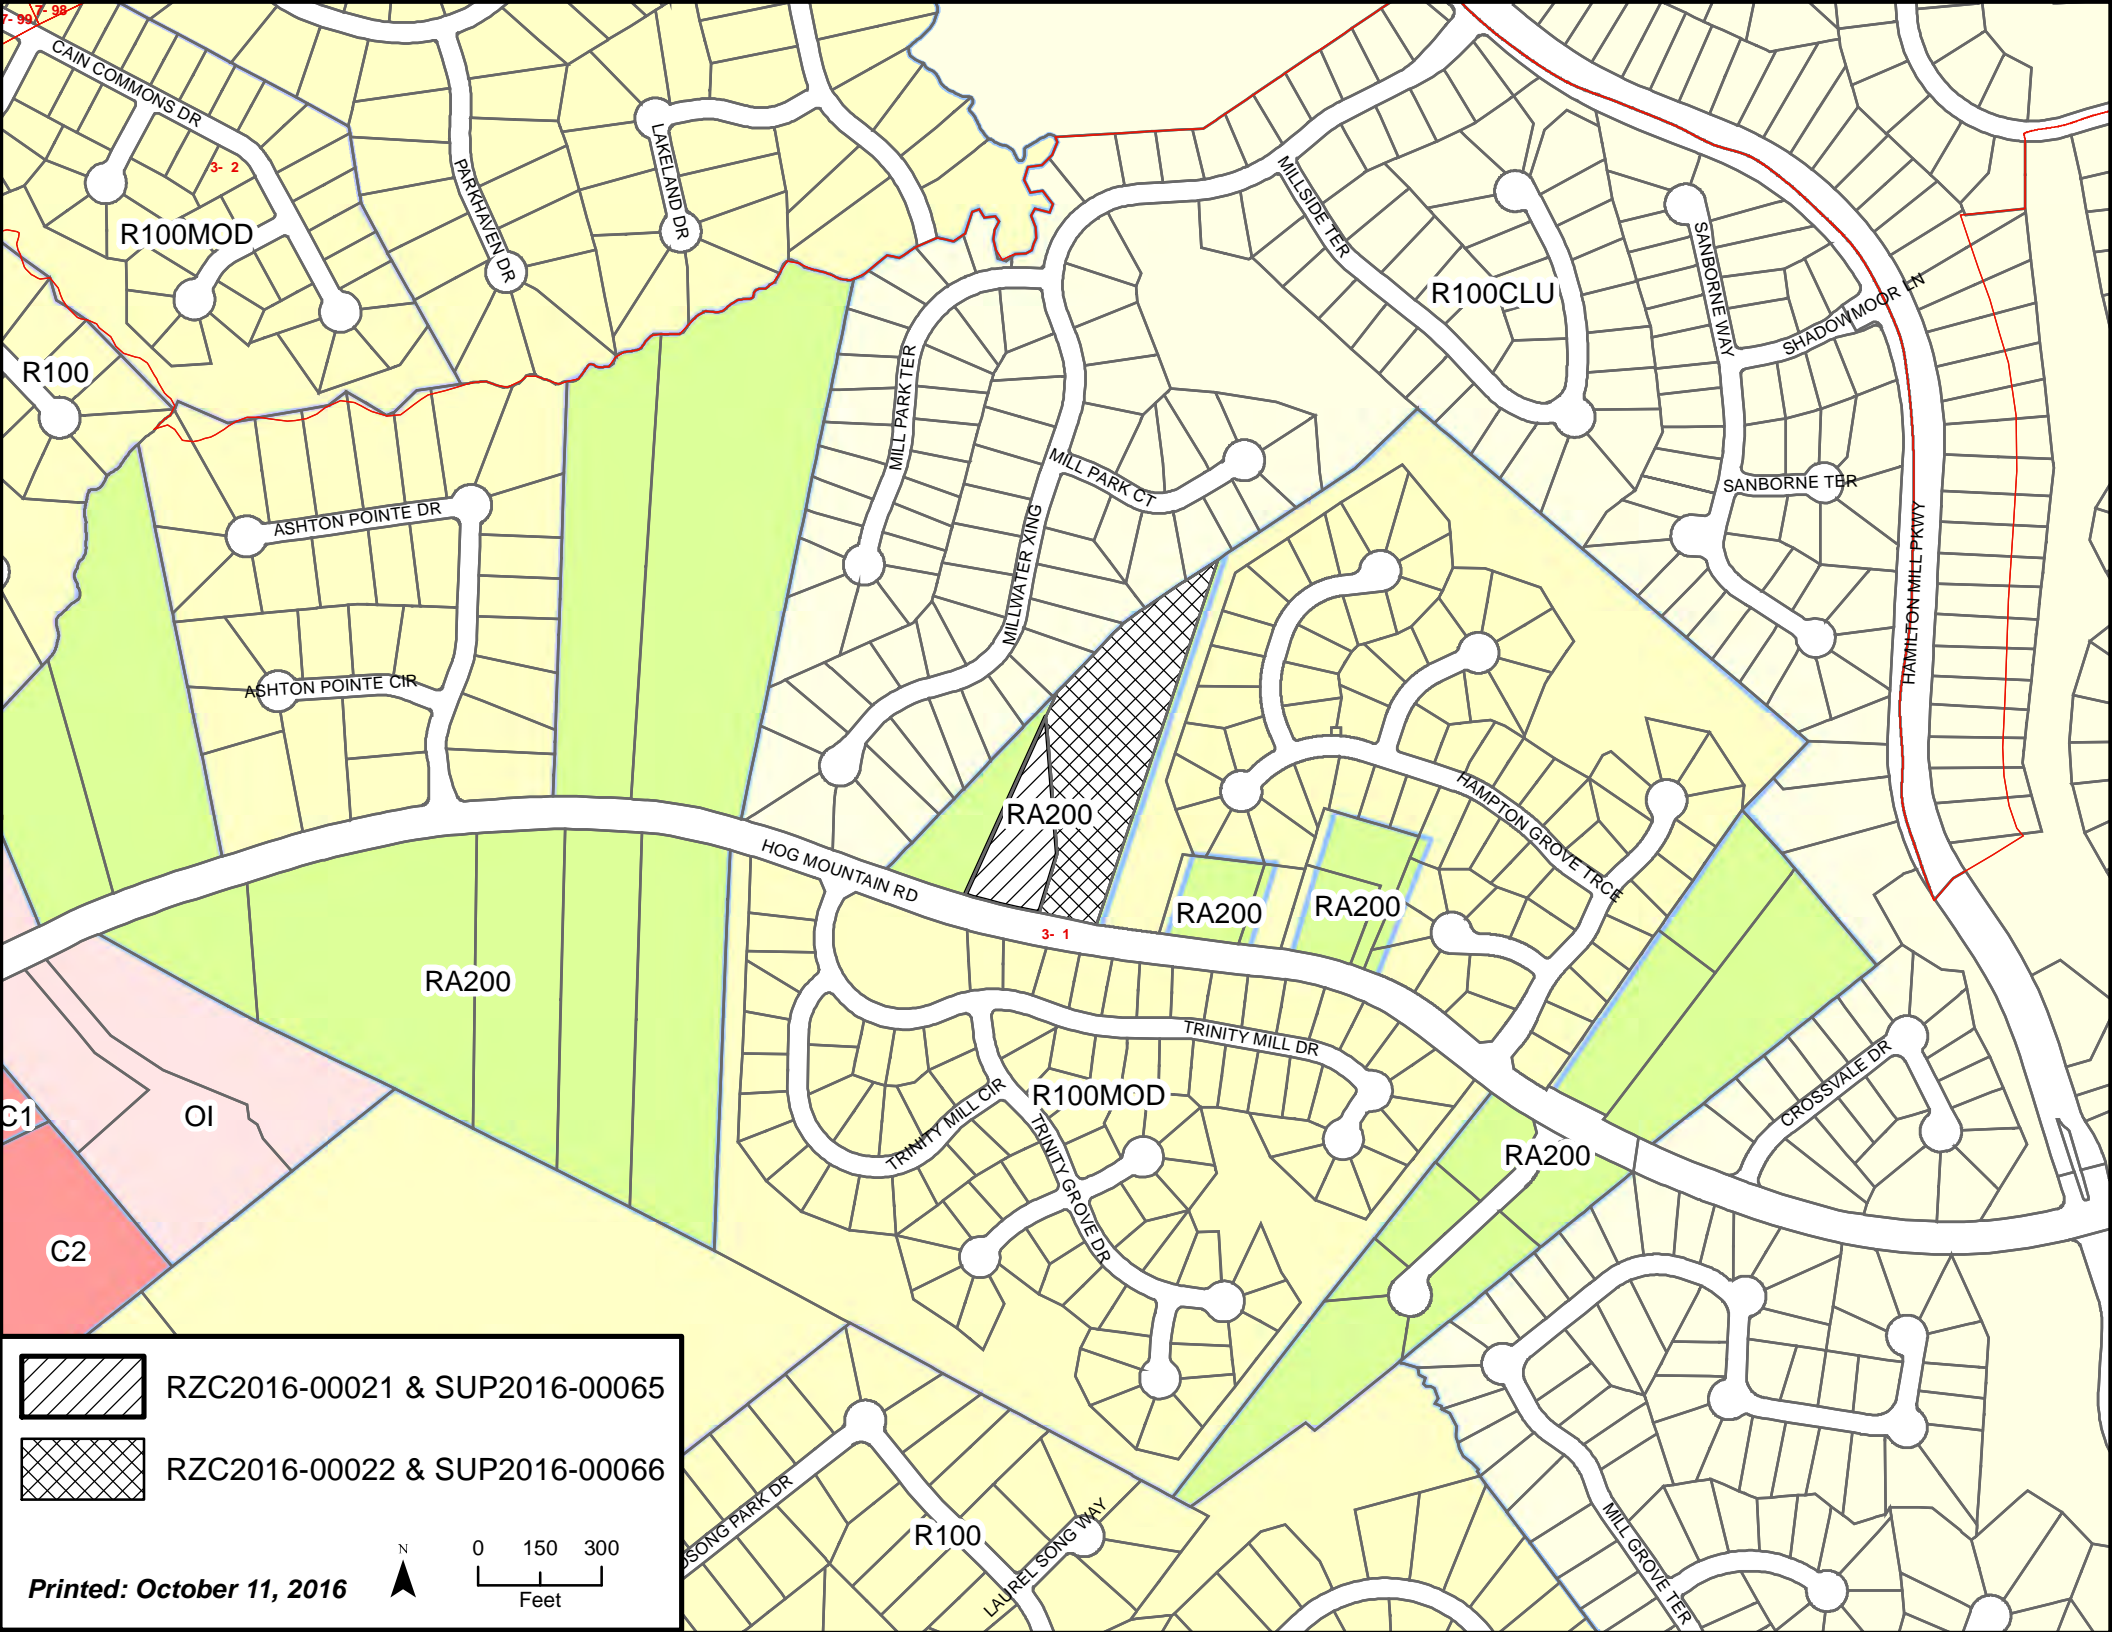 7- 99
7- 98
CAIN COMMONS DR
3- 2
R100MOD
PARKHAVEN DR
LAKELAND DR
MILLSIDE TER
R100CLU
SANBORNE WAY
SHADOWMOOR LN
R100
MILL PARK TER
MILL PARK CT
SANBORNE TER
ASHTON POINTE DR
MILLWATER XING
HAMILTON MILL PKWY
ASHTON POINTE CIR
RA200
HAMPTON GROVE TRCE
HOG MOUNTAIN RD
RA200
RA200
3- 1
RA200
TRINITY MILL DR
CROSSVALE DR
R100MOD
C1
OI
TRINITY MILL CIR
TRINITY GROVE DR
RA200
C2
RZC2016-00021 & SUP2016-00065
RZC2016-00022 & SUP2016-00066
DSONG PARK DR
R100
LAUREL SONG WAY
MILL GROVE TER
N
0 150 300
Feet
Printed: October 11, 2016